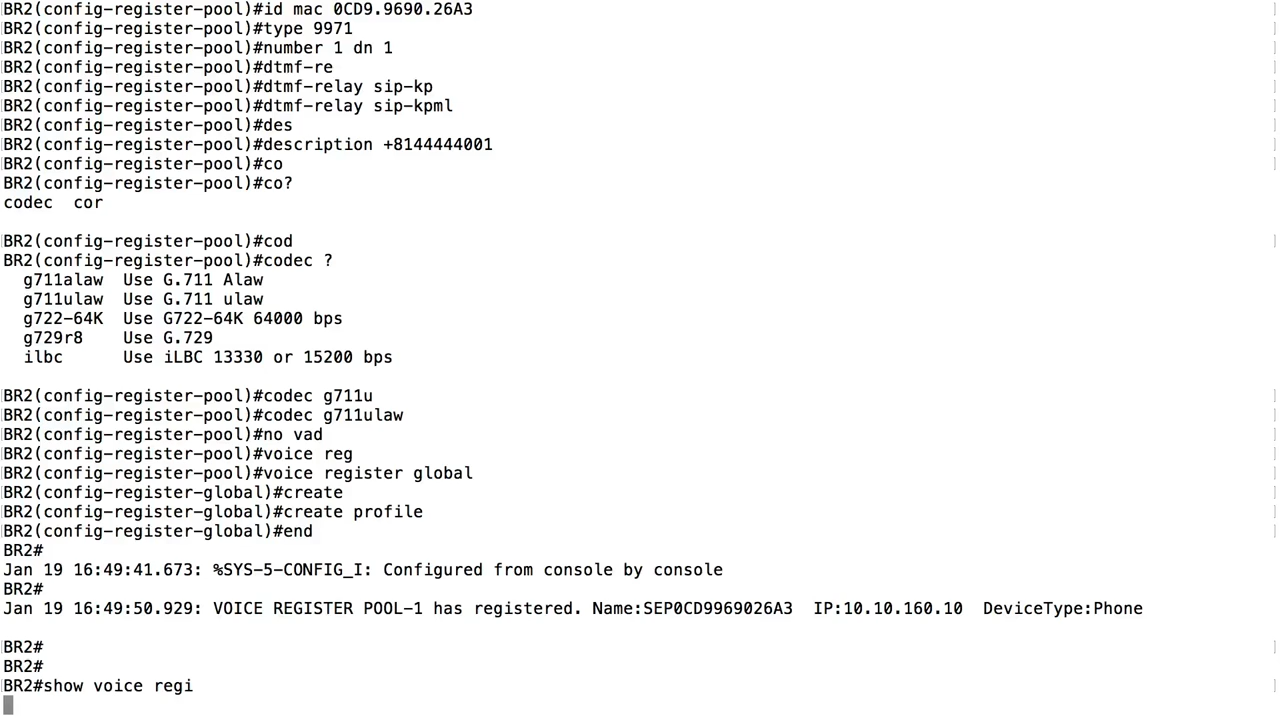 BR2(config-register-pool)#id mac 0CD9.9690.26A3
BR2(config-register-pool)#type 9971
BR2(config-register-pool)#number 1 dn 1
BR2(config-register-pool)#dtmf-re
BR2(config-register-pool)#dtmf-relay sip-kp
BR2(config-register-pool)#dtmf-relay sip-kpml
BR2(config-register-pool)#des
BR2(config-register-pool)#description +8144444001
BR2(config-register-pool)#co
BR2(config-register-pool)#co?
codec  cor
BR2(config-register-pool)#cod
BR2(config-register-pool)#codec ?
  g711alaw  Use G.711 Alaw
  g711ulaw  Use G.711 ulaw
  g722-64K  Use G722-64K 64000 bps
  g729r8    Use G.729
  ilbc      Use iLBC 13330 or 15200 bps
BR2(config-register-pool)#codec g711u
BR2(config-register-pool)#codec g711ulaw
BR2(config-register-pool)#no vad
BR2(config-register-pool)#voice reg
BR2(config-register-pool)#voice register global
BR2(config-register-global)#create
BR2(config-register-global)#create profile
BR2(config-register-global)#end
BR2#
Jan 19 16:49:41.673: %SYS-5-CONFIG_I: Configured from console by console
BR2#
Jan 19 16:49:50.929: VOICE REGISTER POOL-1 has registered. Name:SEP0CD9969026A3  IP:10.10.160.10  DeviceType:Phone
BR2#
BR2#
BR2#show voice regi